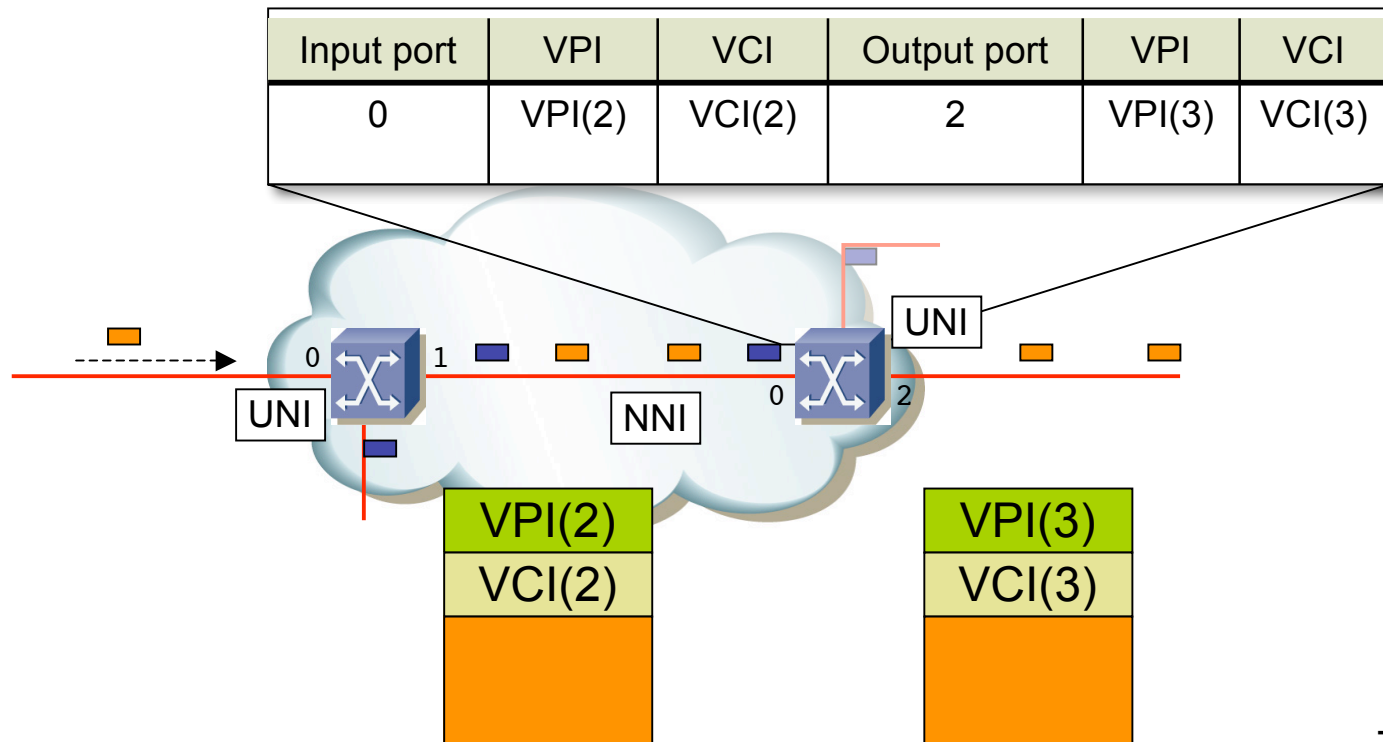 Input port VPI VCI Output port VPI VCI
0 VPI(2) VCI(2) 2 VPI(3) VCI(3)
UNI
0 1
0 2
UNI NNI
VPI(2) VPI(3)
VCI(2) VCI(3)